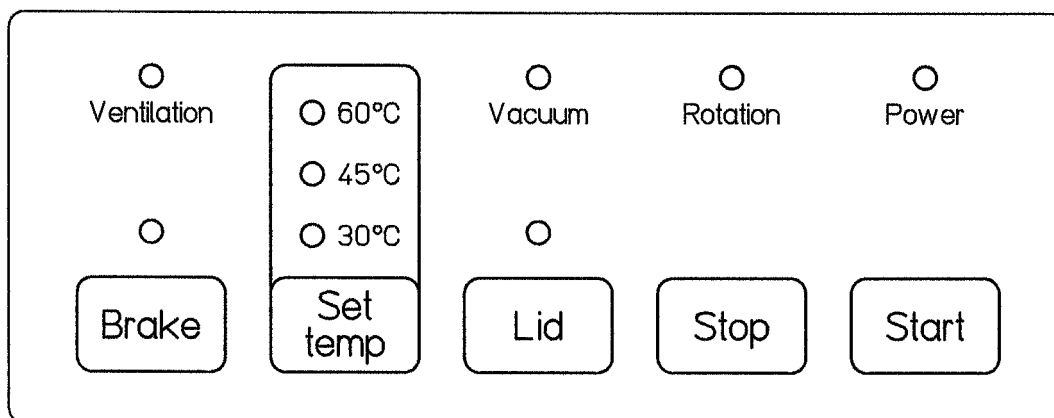 Ventilation
60°C
45°C
30°C
Vacuum
Rotation
Power
Brake
Set
temp
Lid
Stop
Start